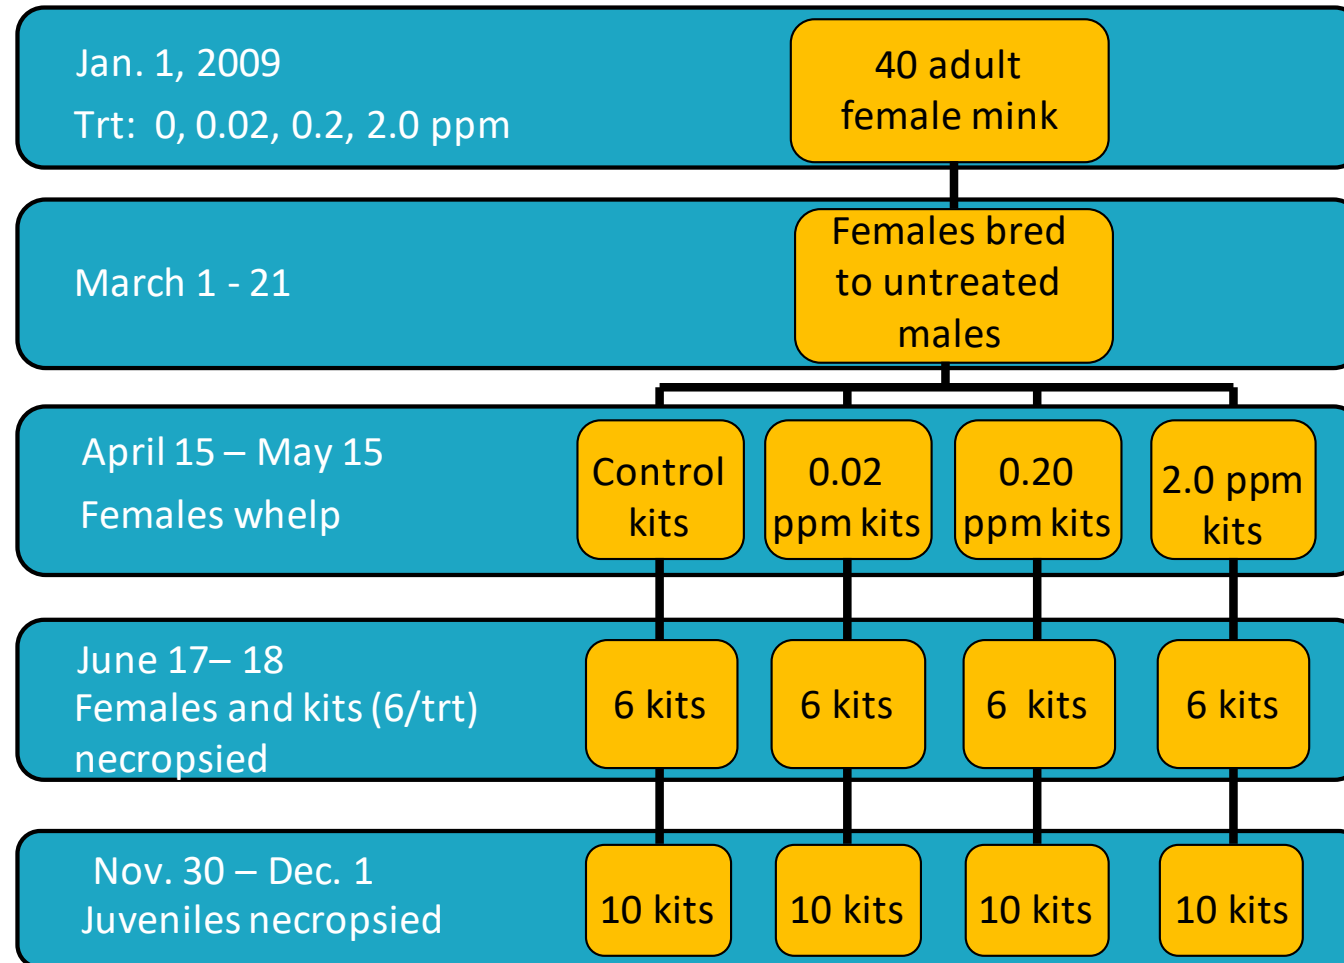 Jan. 1, 2009
Trt:  0, 0.02, 0.2, 2.0 ppm
40 adult
female mink
March 1 - 21
Females bred
to untreated
males
April 15 – May 15
Females whelp
Control
kits
0.02
ppm kits
0.20
ppm kits
2.0 ppm
kits
June 17– 18
Females and kits (6/trt)
necropsied
6 kits
6 kits
6  kits
6 kits
Nov. 30 – Dec. 1
Juveniles necropsied
10 kits
10 kits
10 kits
10 kits